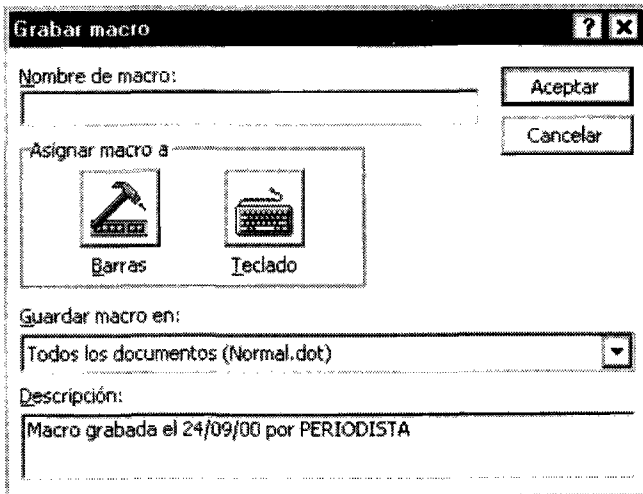 Grabar macro
Nombre de macro:
Aceptar
Cancelar
Asignar macro a
Barras
Teclado
Guardar macro en:
Todos los documentos (Normal.dot)
Descripción:
Macro grabada el 24/09/00 por PERIODISTA